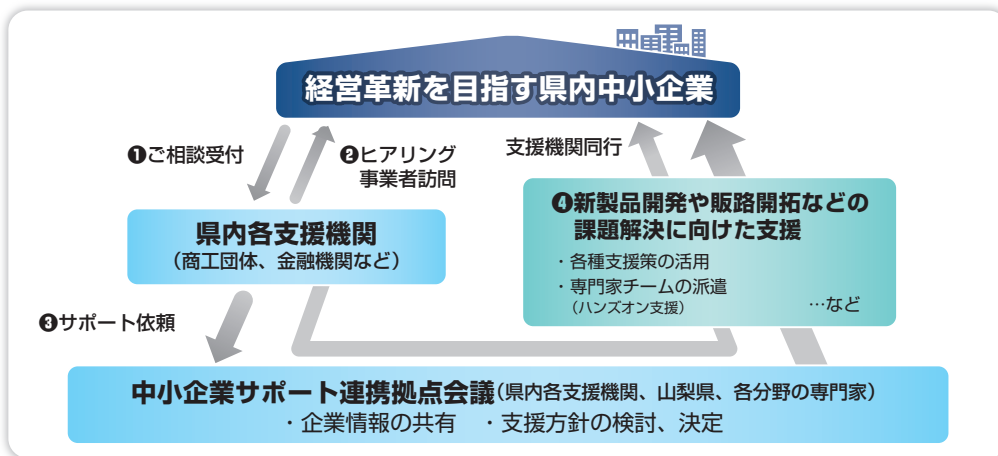 経営革新を目指す県内中小企業
❶ご相談受付
❷ヒアリング
事業者訪問
支援機関同行
県内各支援機関
（商工団体、金融機関など）
❹新製品開発や販路開拓などの
課題解決に向けた支援
・各種支援策の活用
・専門家チームの派遣
（ハンズオン支援）
…など
❸サポート依頼
中小企業サポート連携拠点会議（県内各支援機関、山梨県、各分野の専門家）
・企業情報の共有　・支援方針の検討、決定